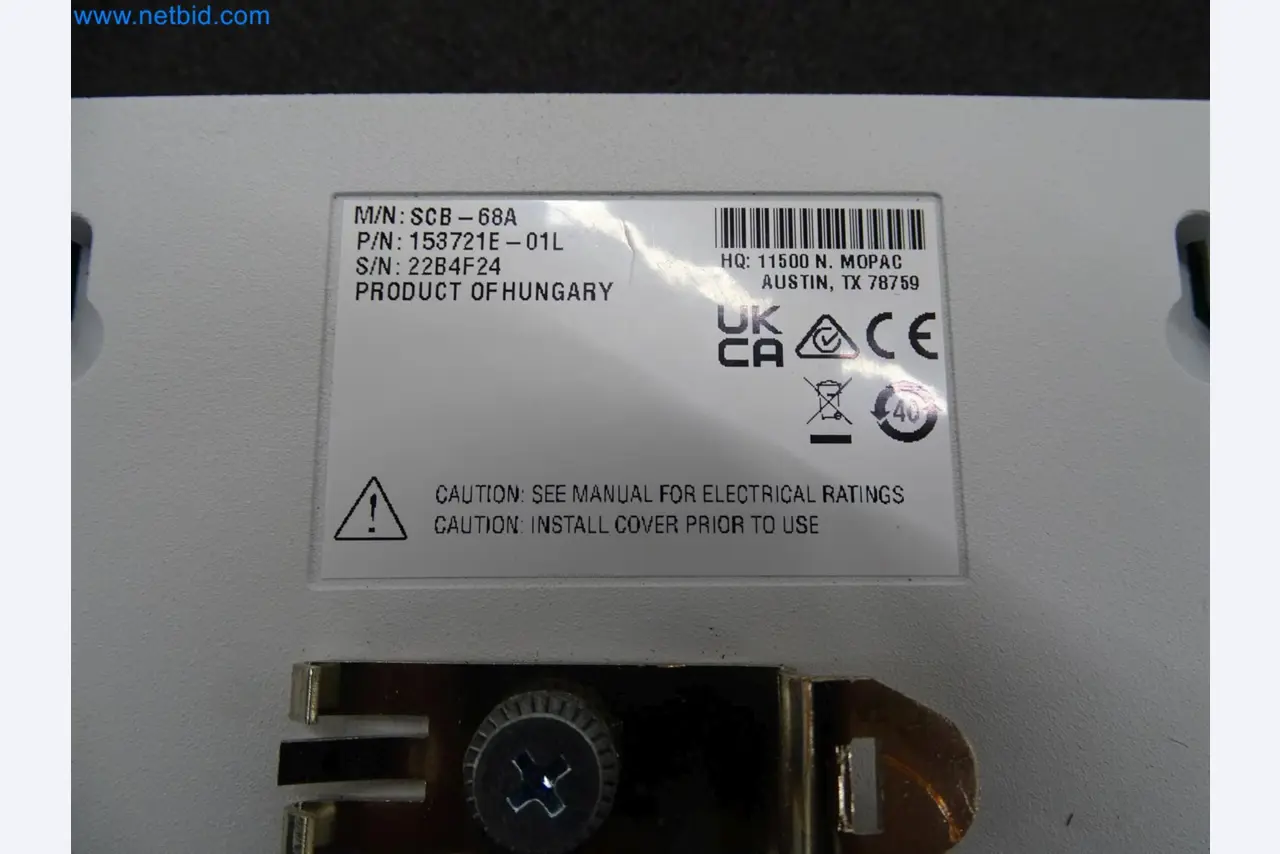 www.netbid.com
M/N: SCB-68A
P/N: 153721E-01L
S/N: 22B4F24
PRODUCT OF HUNGARY
HQ: 11500 N. MOPAC
AUSTIN, TX 78759
UK
CA
CE
40
CAUTION: SEE MANUAL FOR ELECTRICAL RATINGS
CAUTION: INSTALL COVER PRIOR TO USE